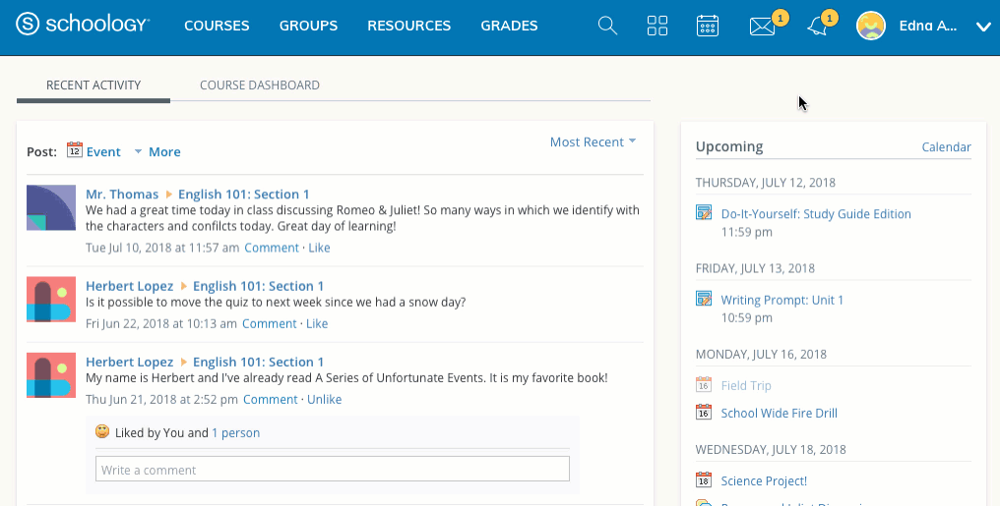 schoology
COURSES
GROUPS
RESOURCES
GRADES
1
1
Edna A...
RECENT ACTIVITY
COURSE DASHBOARD
Post: 12 Event More
Most Recent
Mr. Thomas English 101: Section 1
We had a great time today in class discussing Romeo & Juliet! So many ways in which we identify with
the characters and confilcts today. Great day of learning!
Tue Jul 10, 2018 at 11:57 am Comment · Like
Herbert Lopez English 101: Section 1
Is it possible to move the quiz to next week since we had a snow day?
Fri Jun 22, 2018 at 10:13 am Comment · Like
Herbert Lopez English 101: Section 1
My name is Herbert and I've already read A Series of Unfortunate Events. It is my favorite book!
Thu Jun 21, 2018 at 2:52 pm Comment · Unlike
Liked by You and 1 person
Write a comment
Upcoming
Calendar
THURSDAY, JULY 12, 2018
Do-It-Yourself: Study Guide Edition
11:59 pm
FRIDAY, JULY 13, 2018
Writing Prompt: Unit 1
10:59 pm
MONDAY, JULY 16, 2018
16 Field Trip
16 School Wide Fire Drill
WEDNESDAY, JULY 18, 2018
18 Science Project!